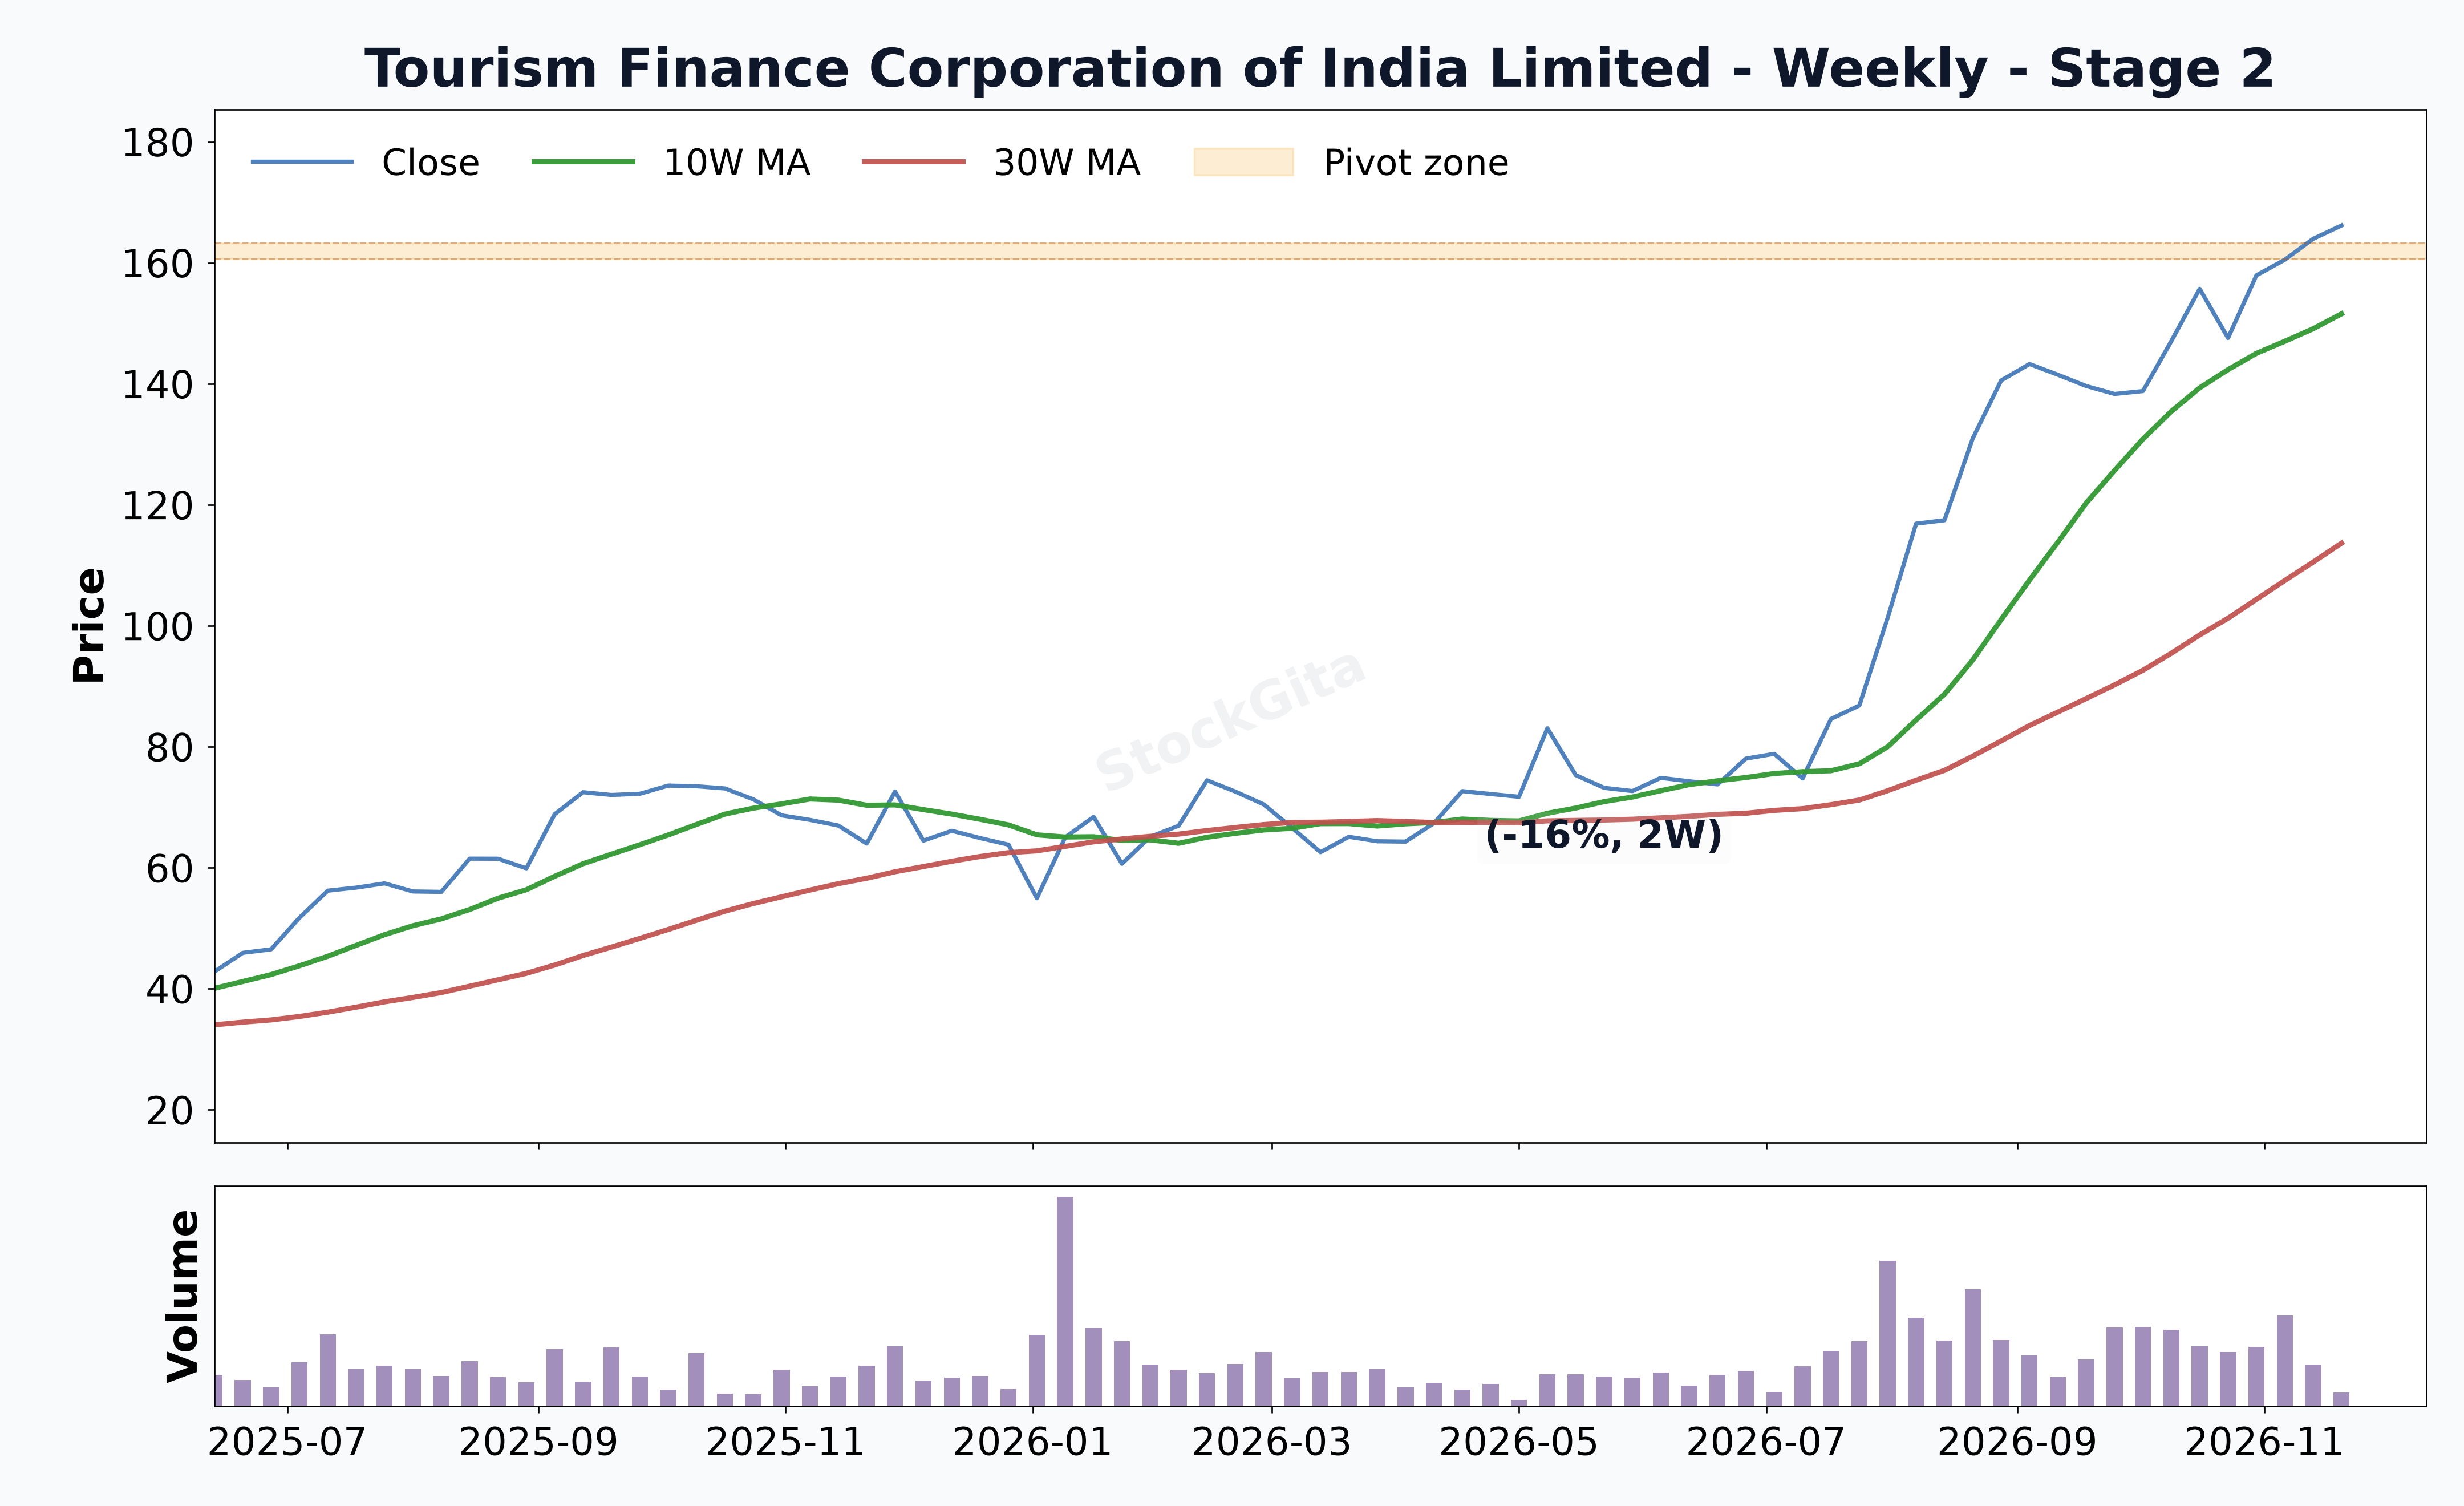 Tourism Finance Corporation of India Limited - Weekly - Stage 2
Close 10W MA 30W MA Pivot zone
Price
180
160
140
120
100
80
60
40
20
StockGita
(-16%, 2W)
Volume
2025-07 2025-09 2025-11 2026-01 2026-03 2026-05 2026-07 2026-09 2026-11